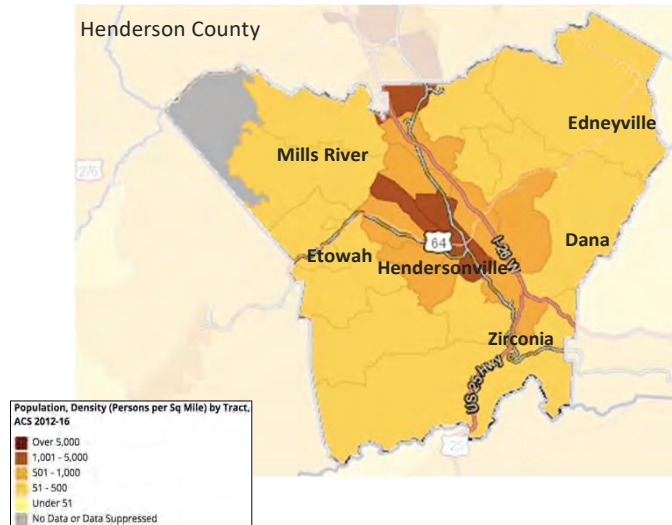 Henderson County
Edneyville
Mills River
276
64
Etowah
Hendersonville
Dana
I-26 W
Zirconia
US-25 Hwy
25
Population, Density (Persons per Sq Mile) by Tract,
ACS 2012-16
Over 5,000
1,001 - 5,000
501 - 1,000
51 - 500
Under 51
No Data or Data Suppressed